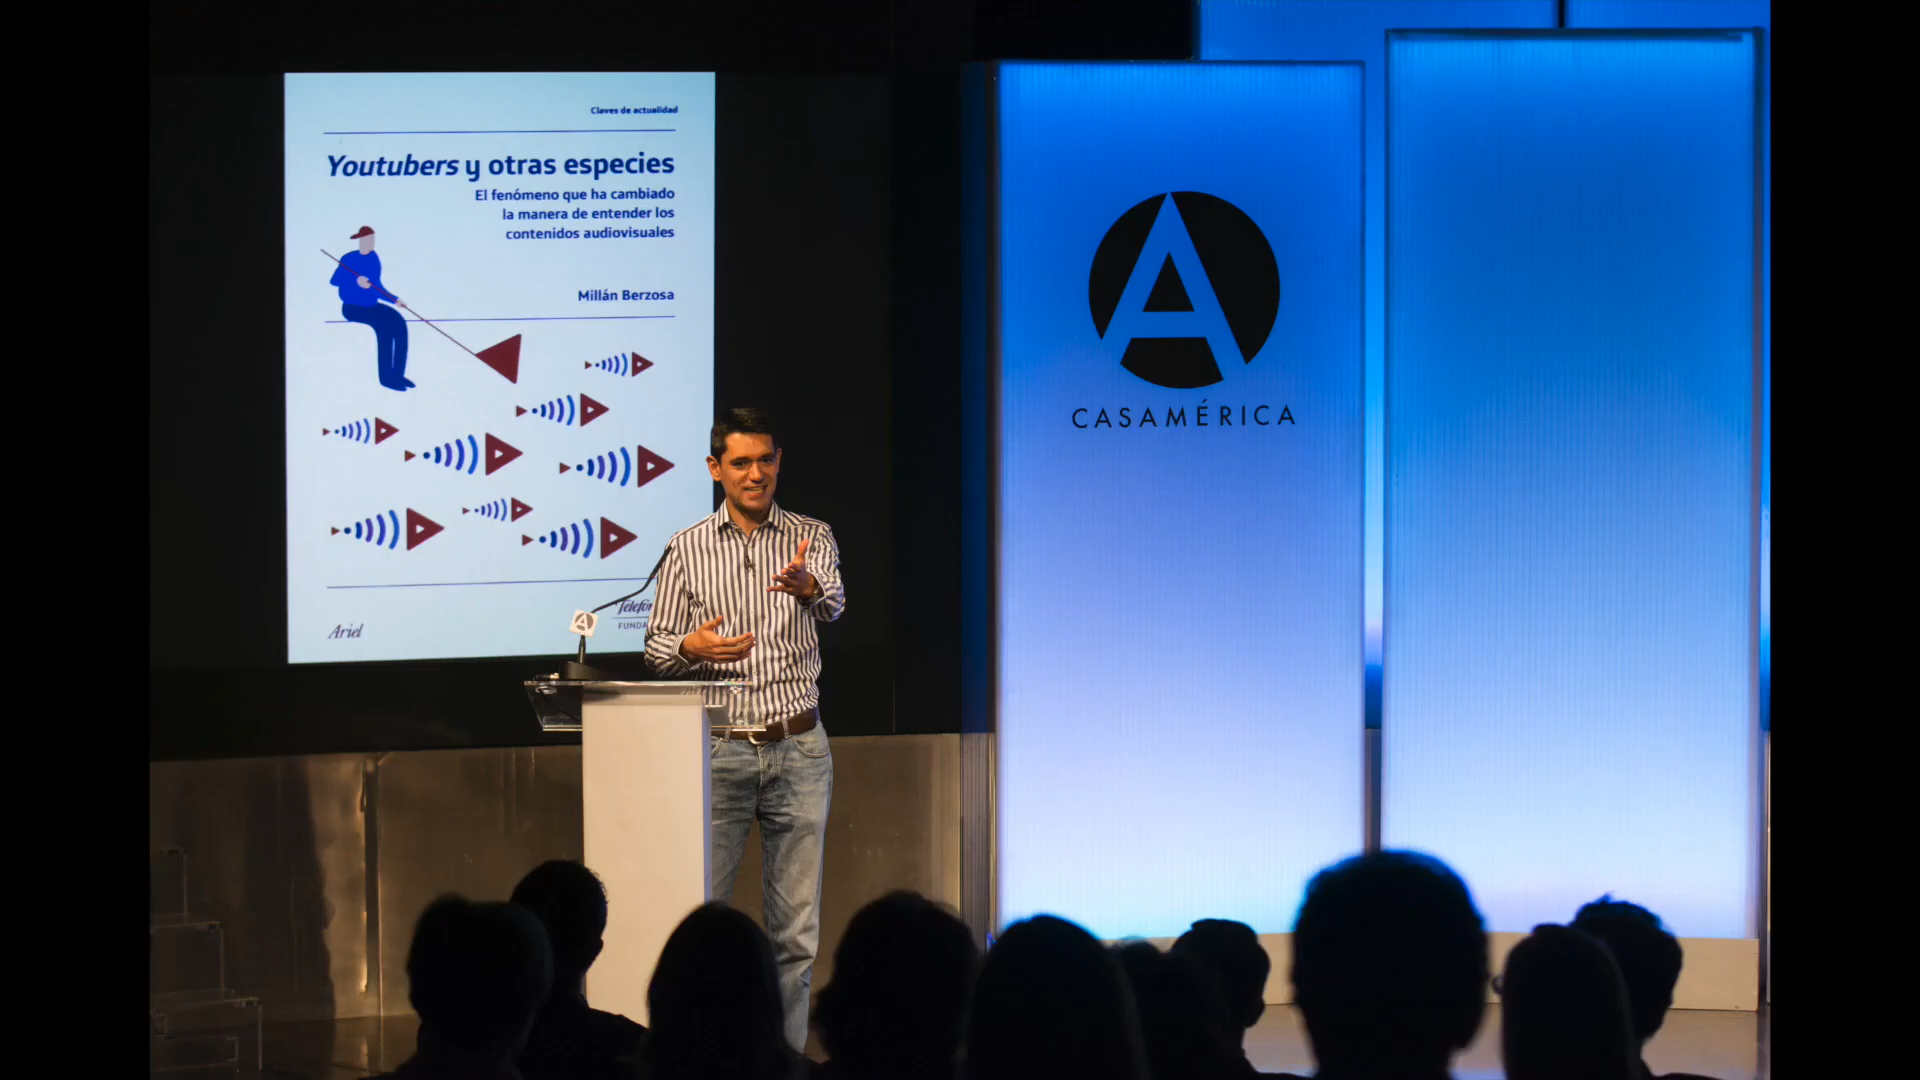 Claves de actualidad
Youtubers y otras especies
El fenómeno que ha cambiado
la manera de entender los
contenidos audiovisuales
Millán Berzosa
Ariel
CASAMÉRICA